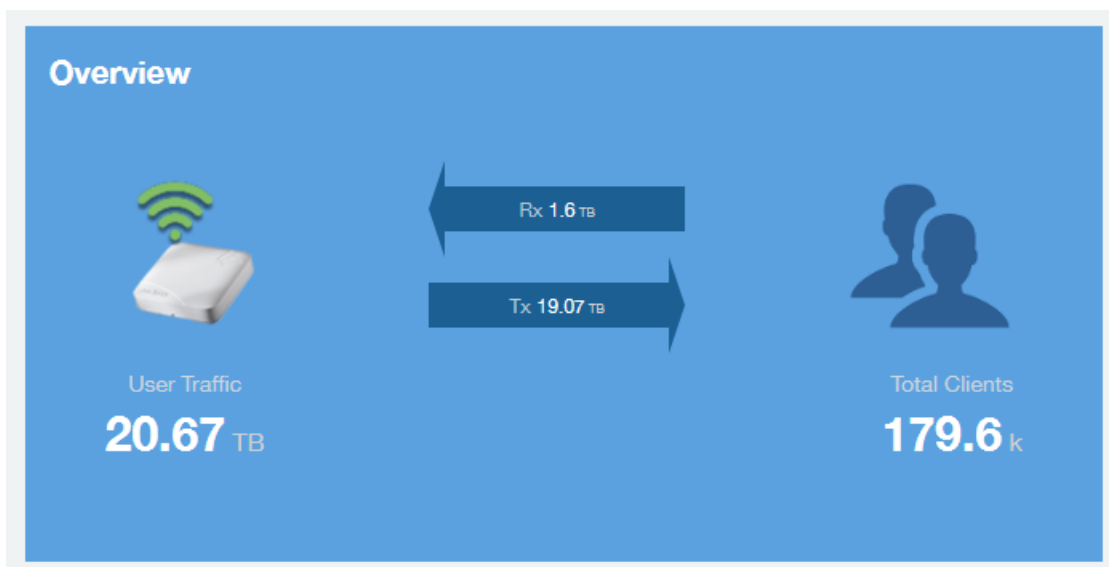 Overview
Rx 1.6 TB
Tx 19.07 TB
User Traffic
20.67 TB
Total Clients
179.6 k